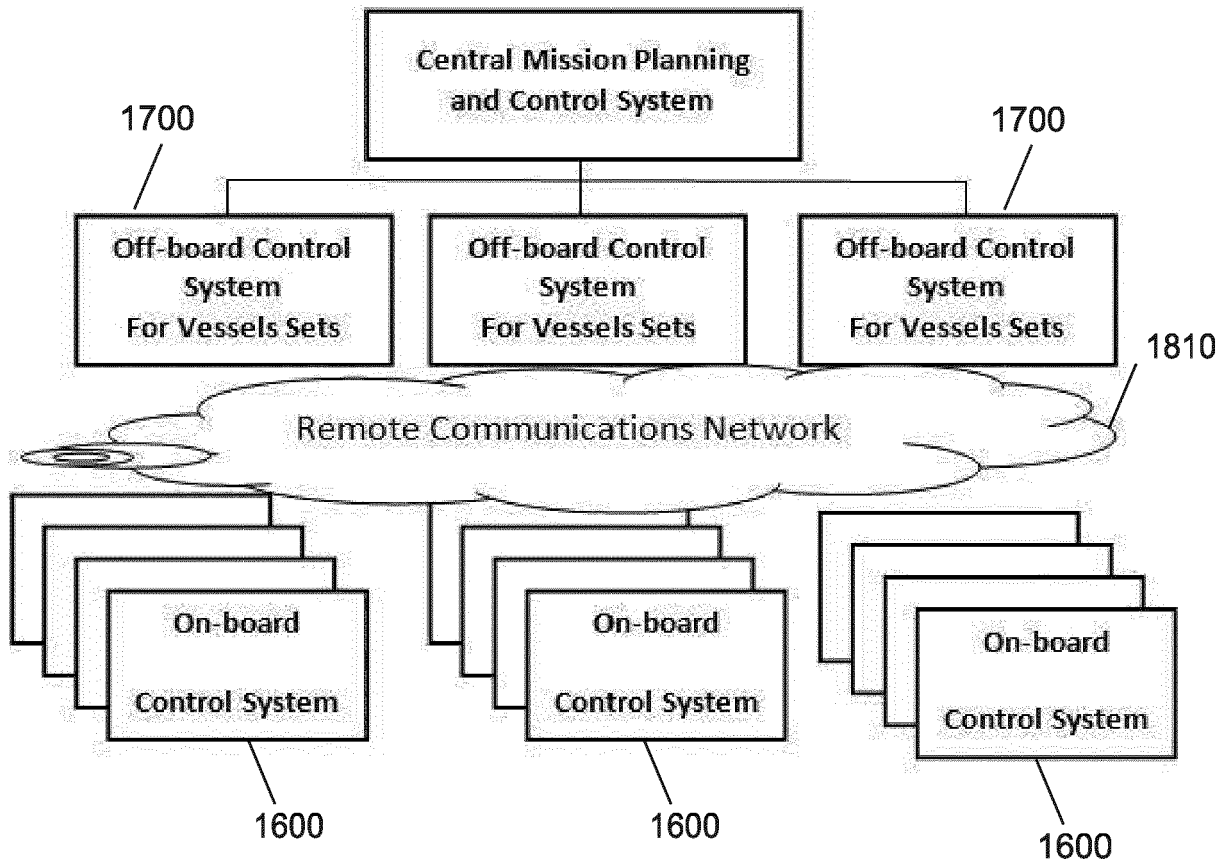 Central Mission Planning
and Control System
1700
1700
Off-board Control
System
For Vessels Sets
Off-board Control
System
For Vessels Sets
Off-board Control
System
For Vessels Sets
1810
Remote Communications Network
On-board
Control System
On-board
Control System
On-board
Control System
1600
1600
1600